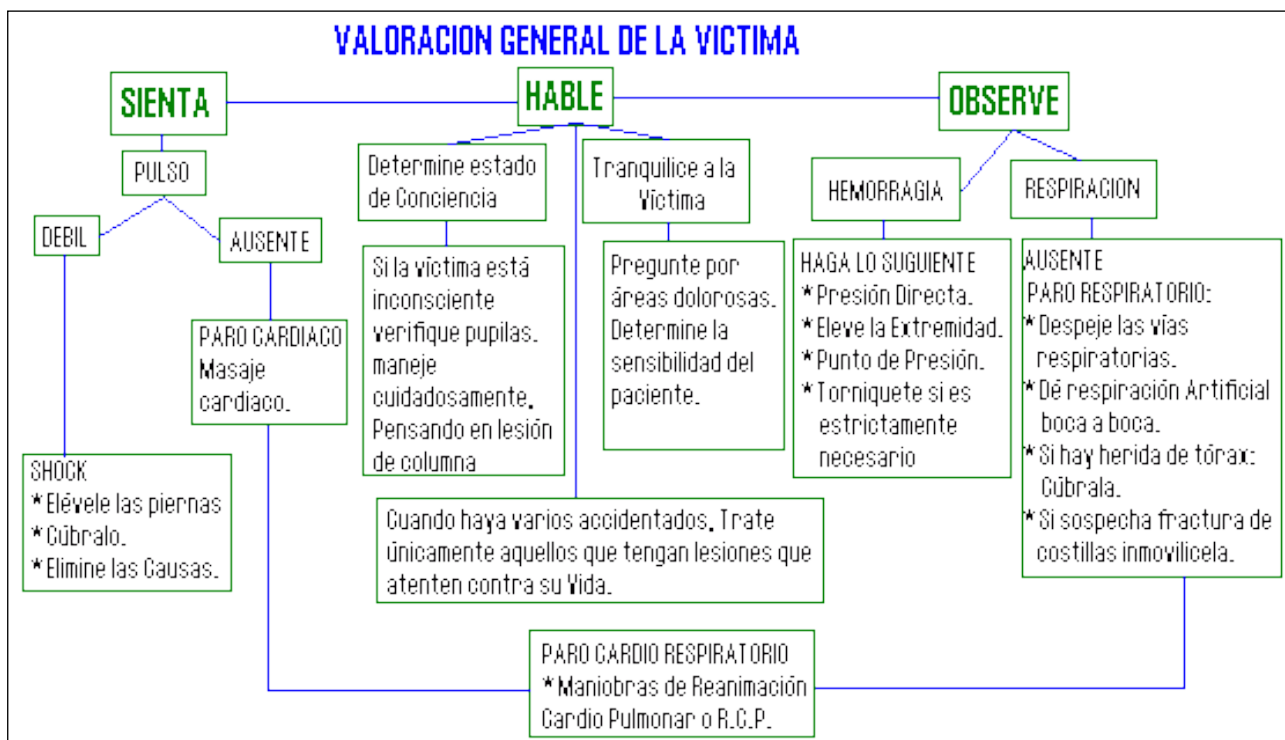 VALORACION GENERAL DE LA VICTIMA
SIENTA
HABLE
OBSERVE
PULSO
DEBIL
AUSENTE
PARO CARDIACO
Masaje
cardiaco.
SHOCK
*Elévele las piernas
*Cúbralo.
*Elimine las Causas.
Determine estado
de Conciencia
Si la víctima está
inconsciente
verifique pupilas.
maneje
cuidadosamente.
Pensando en lesión
de columna
Tranquilice a la
Víctima
Pregunte por
áreas dolorosas.
Determine la
sensibilidad del
paciente.
Cuando haya varios accidentados. Trate
únicamente aquellos que tengan lesiones que
atenten contra su Vida.
HEMORRAGIA
HAGA LO SUGUIENTE
*Presión Directa.
*Eleve la Extremidad.
*Punto de Presión.
*Torniquete si es
estrictamente
necesario
RESPIRACION
AUSENTE
PARO RESPIRATORIO:
*Despeje las vías
respiratorias.
*Dé respiración Artificial
boca a boca.
*Si hay herida de tórax:
Cúbrala.
*Si sospecha fractura de
costillas inmovilicela.
PARO CARDIO RESPIRATORIO
*Maniobras de Reanimación
Cardio Pulmonar o R.C.P.